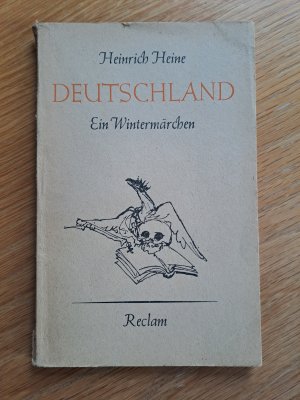 Heinrich Heine
DEUTSCHLAND
Ein Wintermärchen
Reclam